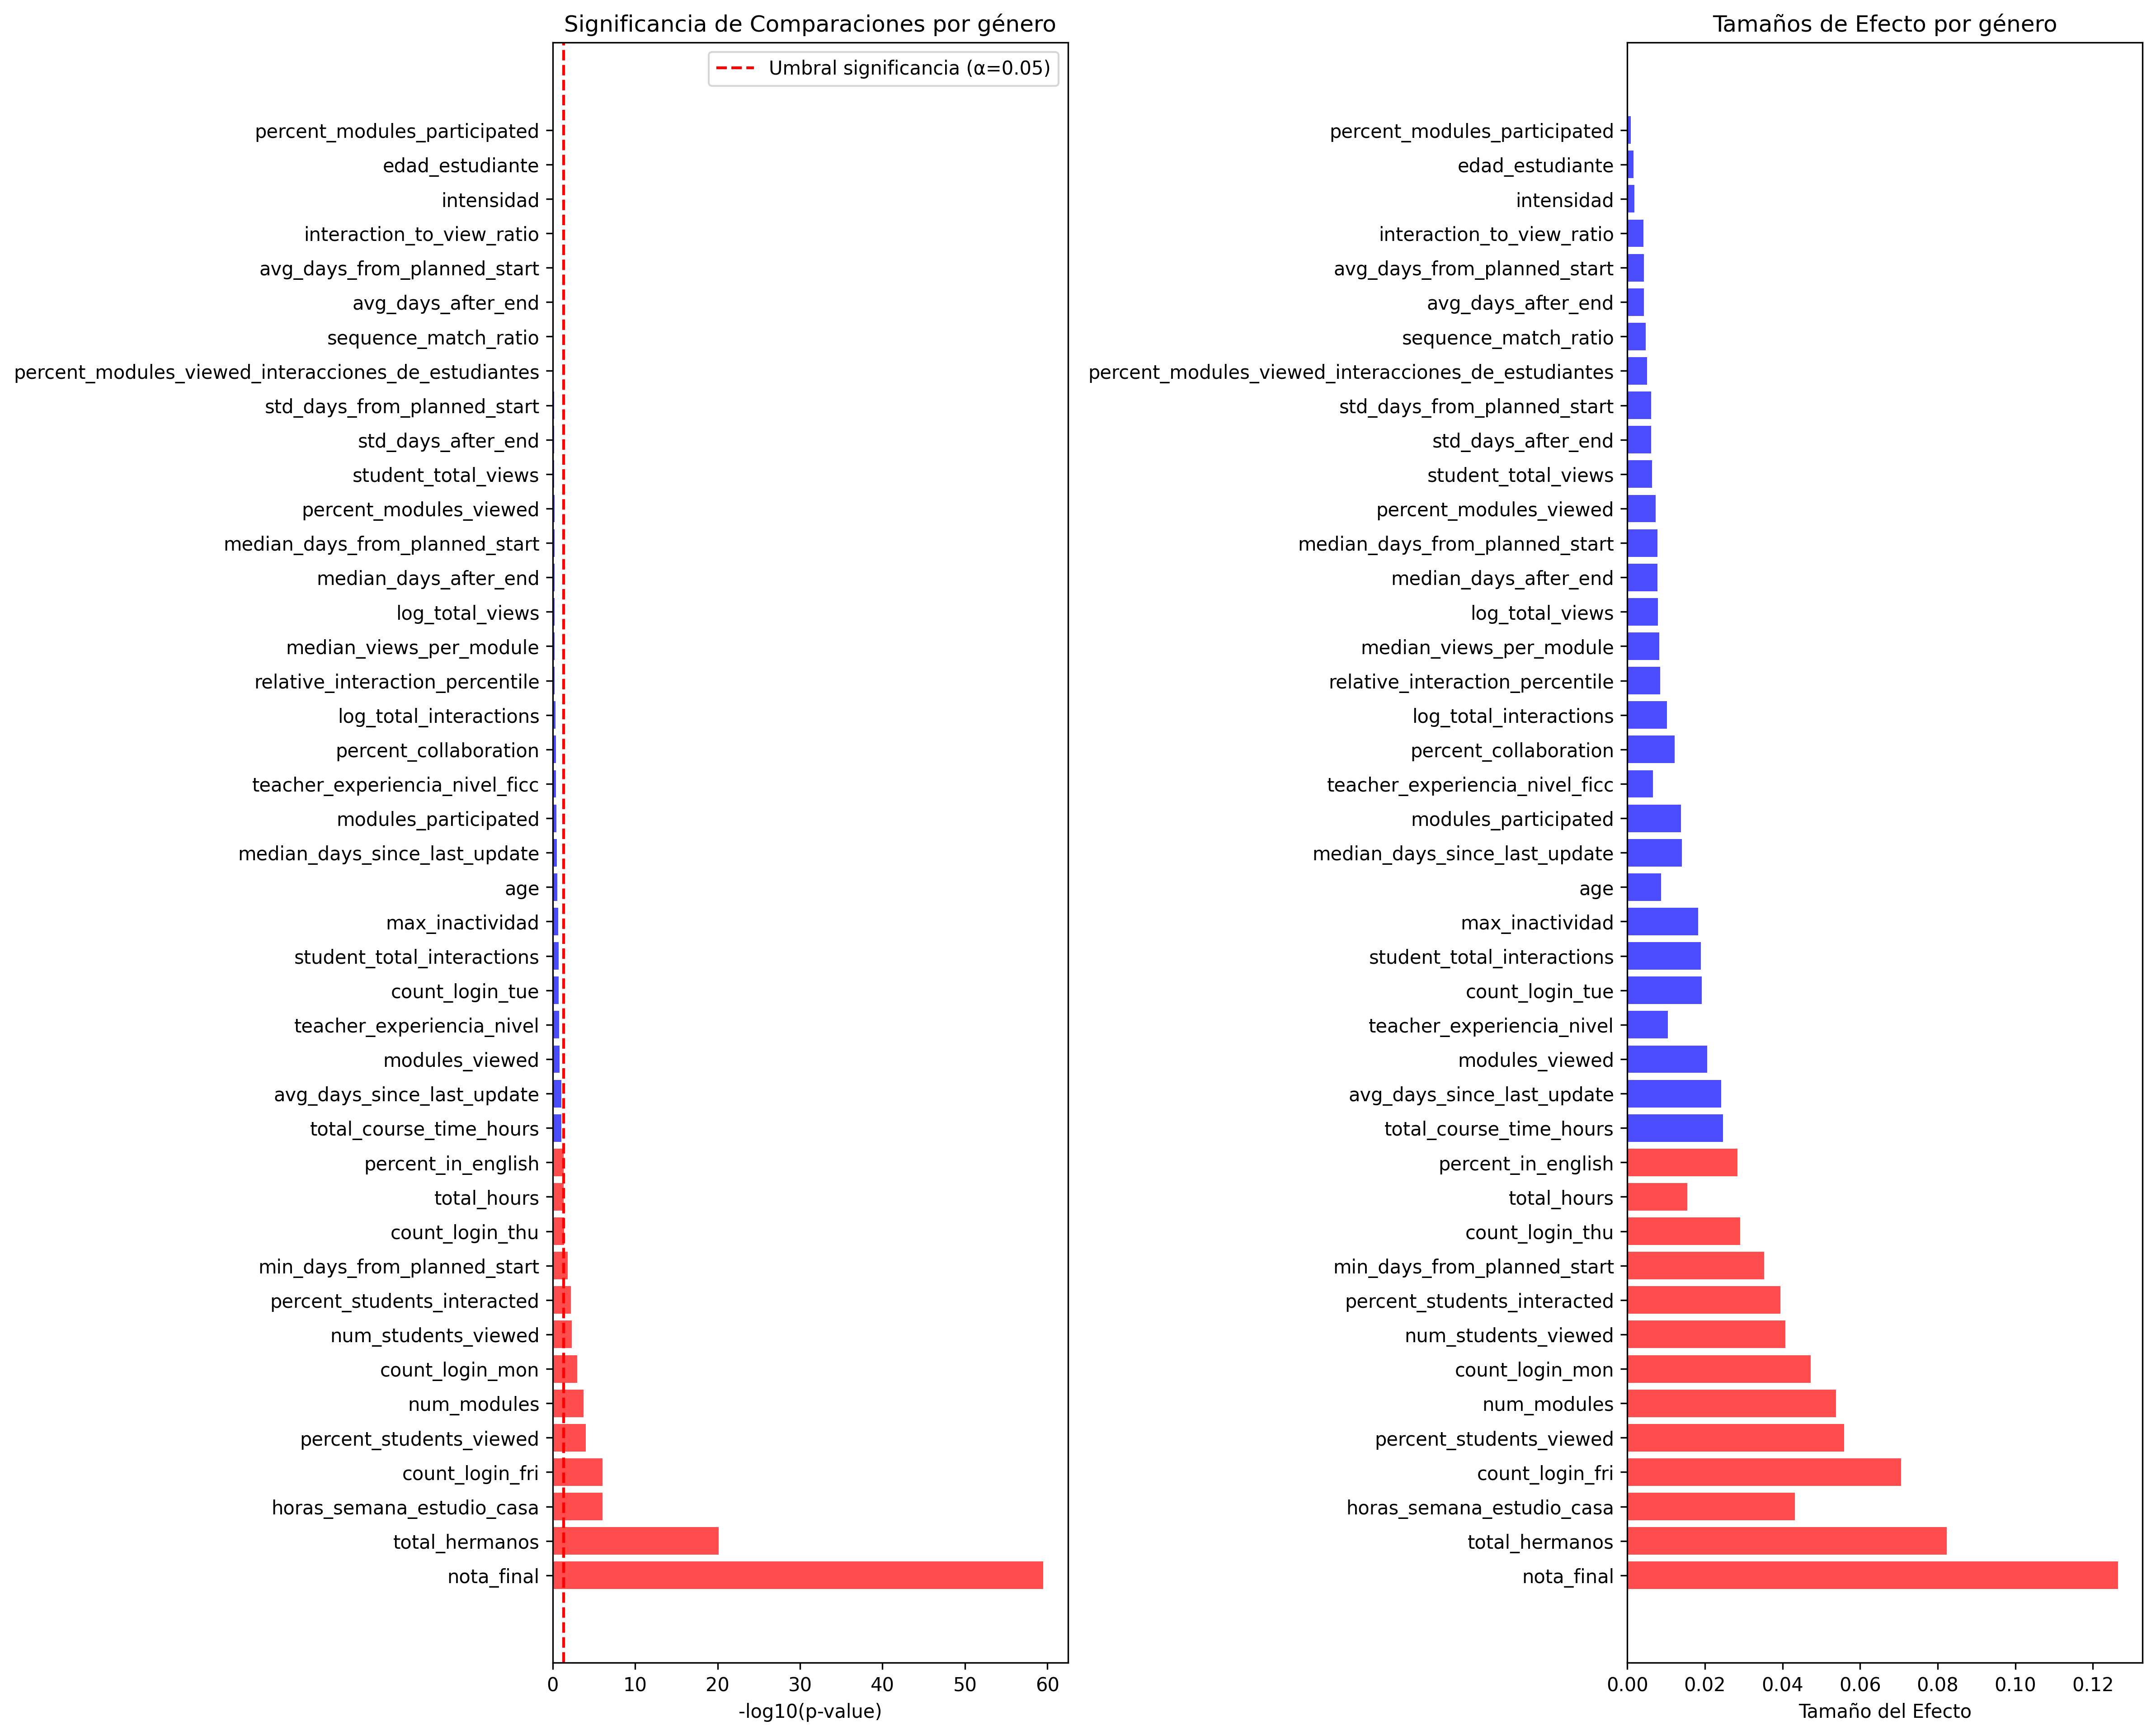 Significancia de Comparaciones por género
Umbral significancia (α=0.05)
percent_modules_participated
edad_estudiante
intensidad
interaction_to_view_ratio
avg_days_from_planned_start
avg_days_after_end
sequence_match_ratio
percent_modules_viewed_interacciones_de_estudiantes
std_days_from_planned_start
std_days_after_end
student_total_views
percent_modules_viewed
median_days_from_planned_start
median_days_after_end
log_total_views
median_views_per_module
relative_interaction_percentile
log_total_interactions
percent_collaboration
teacher_experiencia_nivel_ficc
modules_participated
median_days_since_last_update
age
max_inactividad
student_total_interactions
count_login_tue
teacher_experiencia_nivel
modules_viewed
avg_days_since_last_update
total_course_time_hours
percent_in_english
total_hours
count_login_thu
min_days_from_planned_start
percent_students_interacted
num_students_viewed
count_login_mon
num_modules
percent_students_viewed
count_login_fri
horas_semana_estudio_casa
total_hermanos
nota_final
0 10 20 30 40 50 60
-log10(p-value)
Tamaños de Efecto por género
percent_modules_participated
edad_estudiante
intensidad
interaction_to_view_ratio
avg_days_from_planned_start
avg_days_after_end
sequence_match_ratio
percent_modules_viewed_interacciones_de_estudiantes
std_days_from_planned_start
std_days_after_end
student_total_views
percent_modules_viewed
median_days_from_planned_start
median_days_after_end
log_total_views
median_views_per_module
relative_interaction_percentile
log_total_interactions
percent_collaboration
teacher_experiencia_nivel_ficc
modules_participated
median_days_since_last_update
age
max_inactividad
student_total_interactions
count_login_tue
teacher_experiencia_nivel
modules_viewed
avg_days_since_last_update
total_course_time_hours
percent_in_english
total_hours
count_login_thu
min_days_from_planned_start
percent_students_interacted
num_students_viewed
count_login_mon
num_modules
percent_students_viewed
count_login_fri
horas_semana_estudio_casa
total_hermanos
nota_final
0.00 0.02 0.04 0.06 0.08 0.10 0.12
Tamaño del Efecto